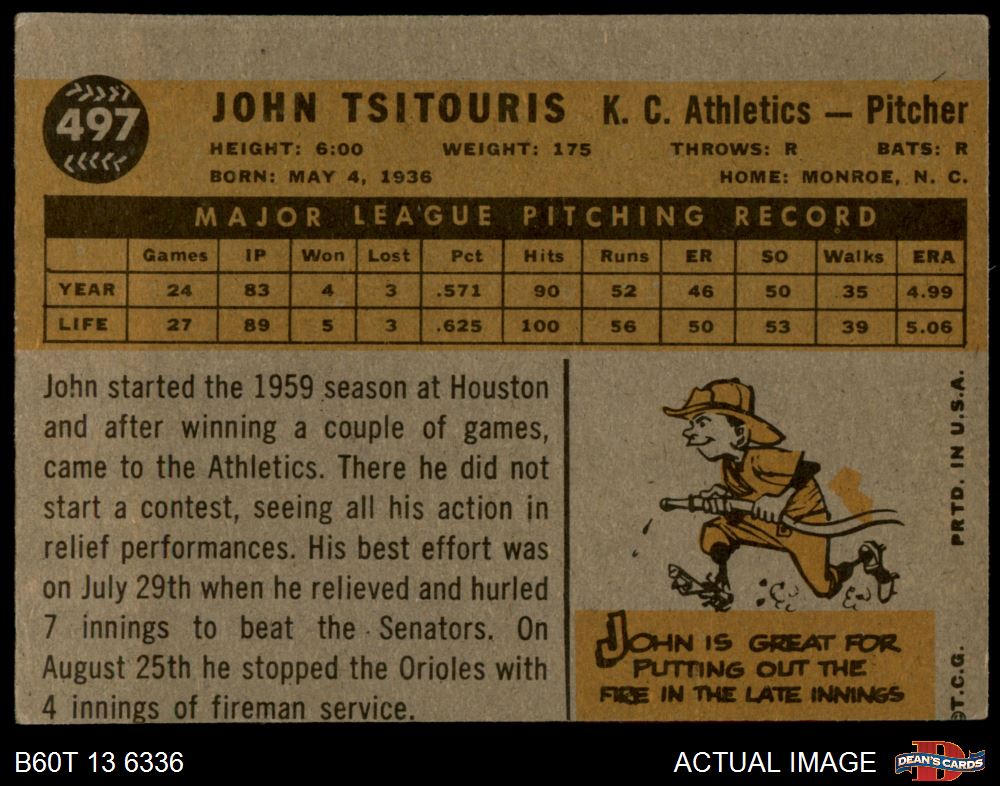 497
JOHN TSITOURIS K. C. Athletics — Pitcher
HEIGHT: 6:00 WEIGHT: 175 THROWS: R BATS: R
BORN: MAY 4, 1936 HOME: MONROE, N. C.
MAJOR LEAGUE PITCHING RECORD
Games IP Won Lost Pct Hits Runs ER SO Walks ERA
YEAR 24 83 4 3 .571 90 52 46 50 35 4.99
LIFE 27 89 5 3 .625 100 56 50 53 39 5.06
John started the 1959 season at Houston
and after winning a couple of games,
came to the Athletics. There he did not
start a contest, seeing all his action in
relief performances. His best effort was
on July 29th when he relieved and hurled
7 innings to beat the Senators. On
August 25th he stopped the Orioles with
4 innings of fireman service.
JOHN IS GREAT FOR
PUTTING OUT THE
FIRE IN THE LATE INNINGS
©T.C.G. PRTD. IN U.S.A.
B60T 13 6336 ACTUAL IMAGE
DEAN'S CARDS